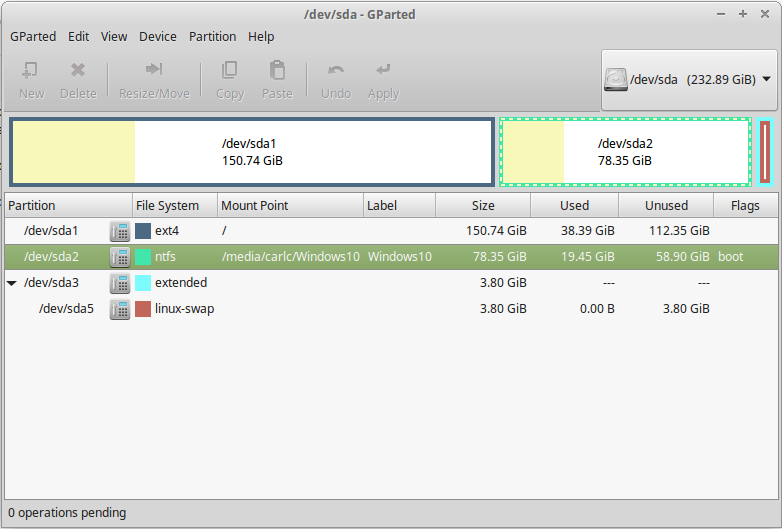 /dev/sda - GParted
GParted Edit View Device Partition Help
New Delete Resize/Move Copy Paste Undo Apply /dev/sda (232.89 GiB)
/dev/sda1 /dev/sda2
150.74 GiB 78.35 GiB
Partition File System Mount Point Label Size Used Unused Flags
/dev/sda1 ext4 / 150.74 GiB 38.39 GiB 112.35 GiB
/dev/sda2 ntfs /media/carlc/Windows10 Windows10 78.35 GiB 19.45 GiB 58.90 GiB boot
/dev/sda3 extended 3.80 GiB --- ---
/dev/sda5 linux-swap 3.80 GiB 0.00 B 3.80 GiB
0 operations pending